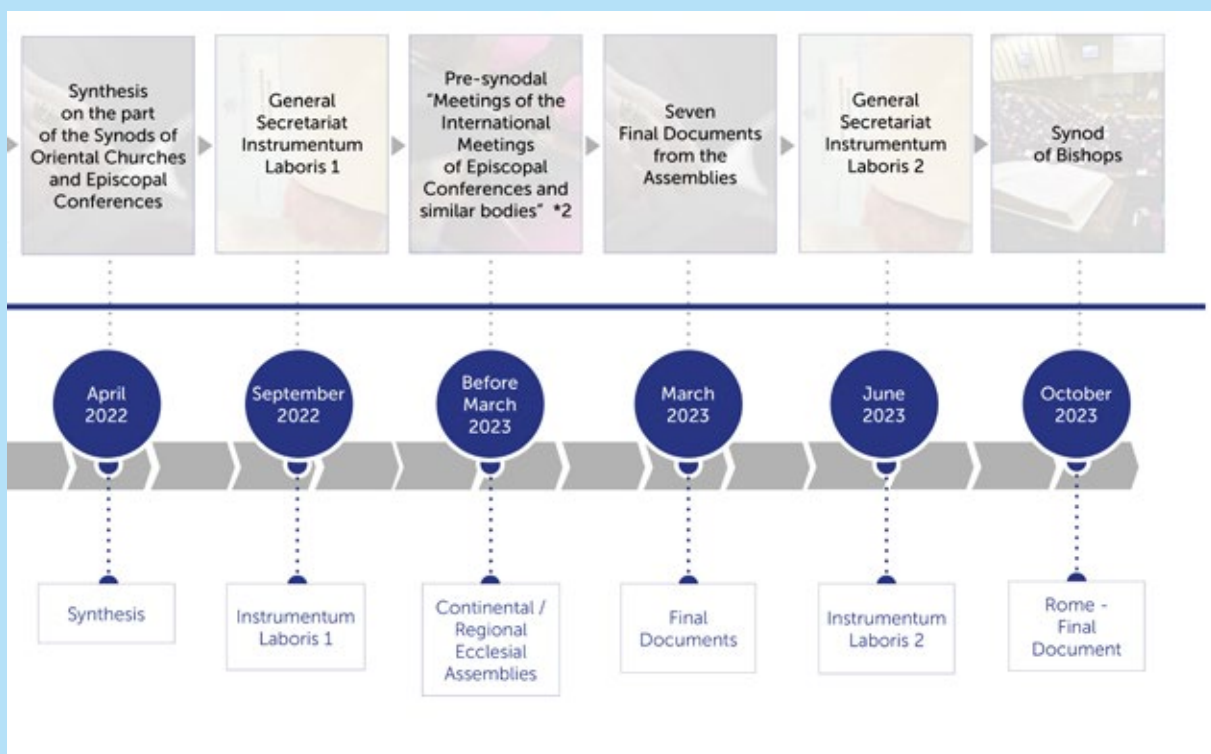 Synthesis
on the part
of the Synods of
Oriental Churches
and Episcopal
Conferences
General
Secretariat
Instrumentum
Laboris 1
Pre-synodal
“Meetings of the
International
Meetings
of Episcopal
Conferences and
similar bodies” *2
Seven
Final Documents
from the
Assemblies
General
Secretariat
Instrumentum
Laboris 2
Synod
of Bishops
April
2022
September
2022
Before
March
2023
March
2023
June
2023
October
2023
Synthesis
Instrumentum
Laboris 1
Continental /
Regional
Ecclesial
Assemblies
Final
Documents
Instrumentum
Laboris 2
Rome -
Final
Document